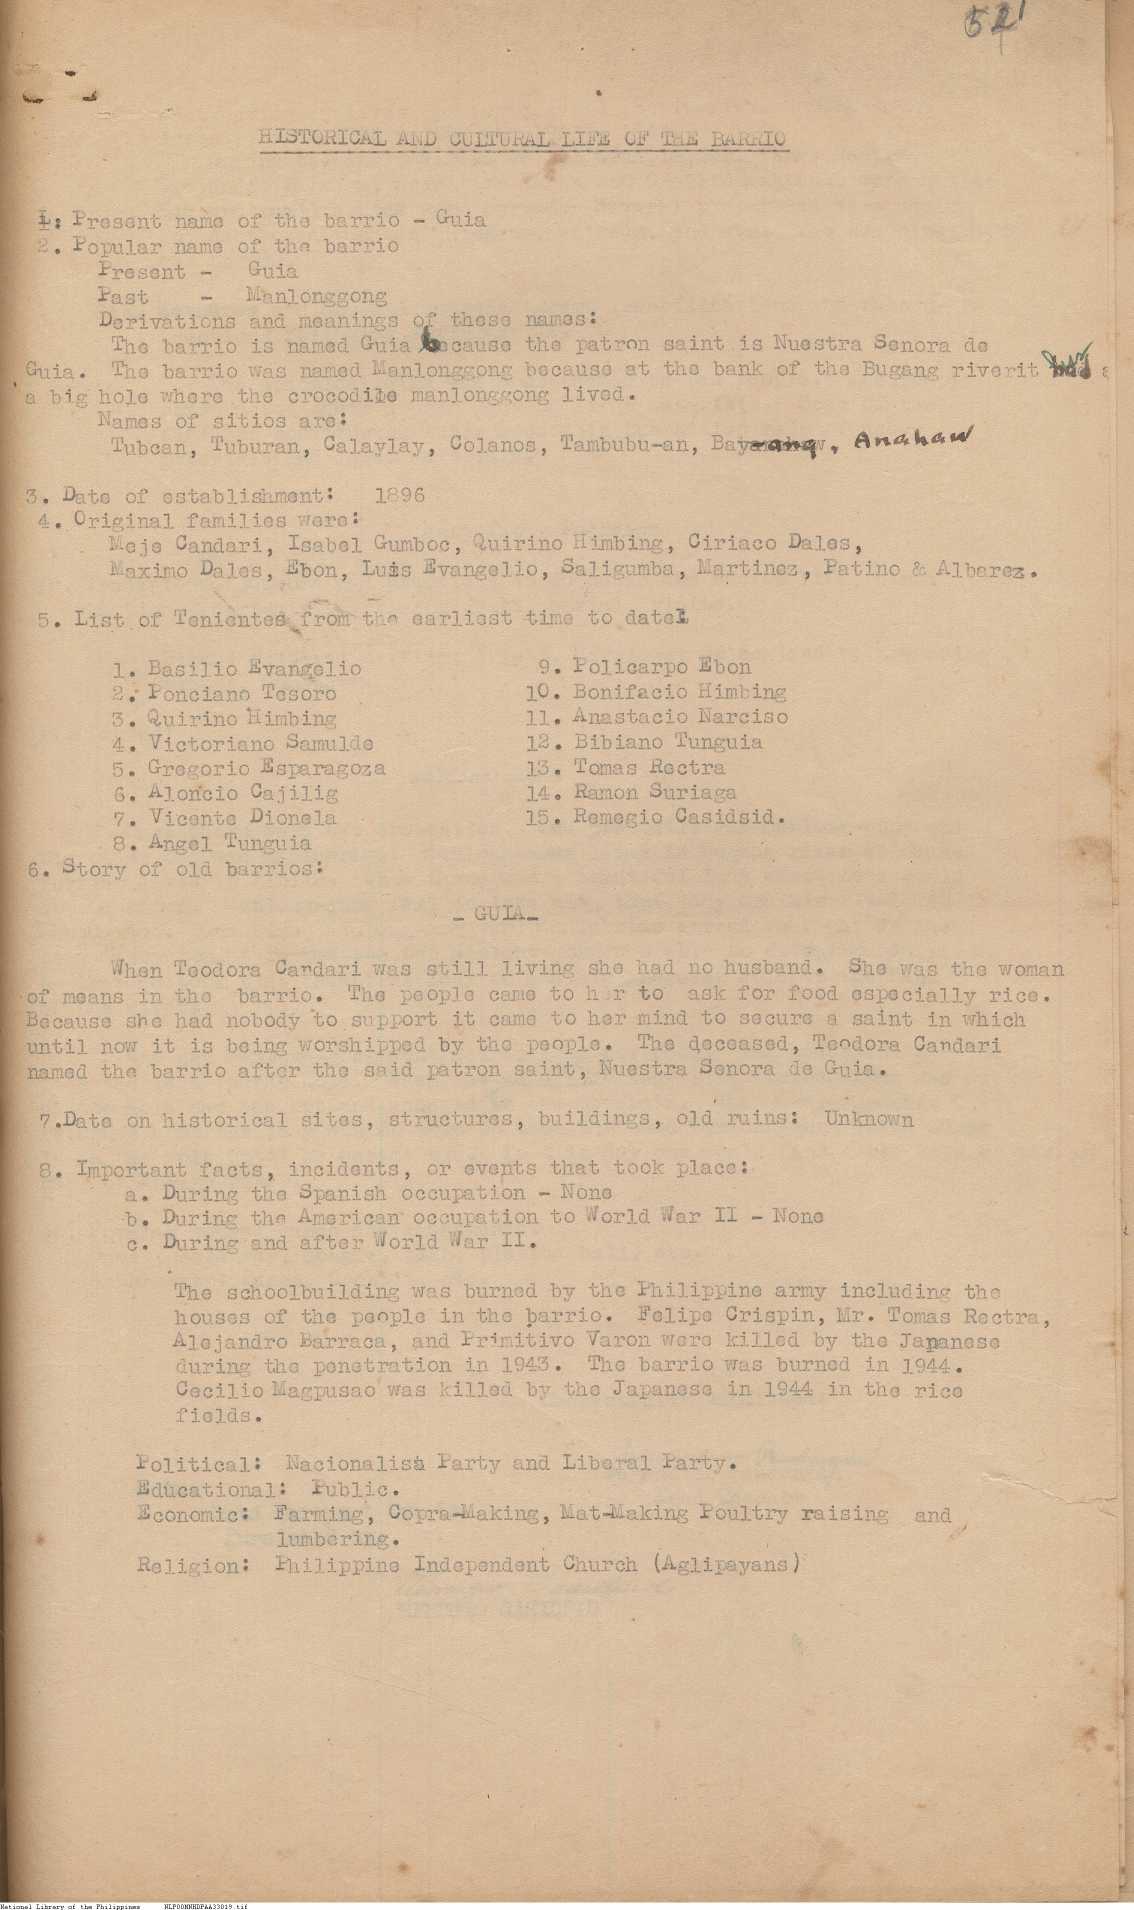 52
HISTORICAL AND CULTURAL LIFE OF THE BARRIO
1: Present name of the barrio - Guia
2. Popular name of the barrio
Present - Guia
Past - Manlonggong
Derivations and meanings of these names:
The barrio is named Guia because the patron saint is Nuestra Senora de
Guia. The barrio was named Manlonggong because at the bank of the Bugang riverit had a
a big hole where the crocodile manlonggong lived.
Names of sitios are:
Tubcan, Tuburan, Calaylay, Colanos, Tambubu-an, Bay-ang, Anahaw
3. Date of establishment: 1896
4. Original families were:
Meje Candari, Isabel Gumboc, Quirino Himbing, Ciriaco Dales,
Maximo Dales, Ebon, Luis Evangelio, Saligumba, Martinez, Patino & Albarez.
5. List of Tenientes from the earliest time to date
1. Basilio Evangelio
2. Ponciano Tesoro
3. Quirino Himbing
4. Victoriano Samulde
5. Gregorio Esparagoza
6. Aloncio Cajilig
7. Vicente Dionela
8. Angel Tunguia
9. Policarpo Ebon
10. Bonifacio Himbing
11. Anastacio Narciso
12. Bibiano Tunguia
13. Tomas Rectra
14. Ramon Suriaga
15. Remegio Casidsid.
6. Story of old barrios:
- GUIA-
When Teodora Candari was still living she had no husband. She was the woman
of means in the barrio. The people came to her to ask for food especially rice.
Because she had nobody to support it came to her mind to secure a saint in which
until now it is being worshipped by the people. The deceased, Teodora Candari
named the barrio after the said patron saint, Nuestra Senora de Guia.
7.Date on historical sites, structures, buildings, old ruins: Unknown
8. Important facts, incidents, or events that took place:
a. During the Spanish occupation - None
b. During the American occupation to World War II - None
c. During and after World War II.
The schoolbuilding was burned by the Philippine army including the
houses of the people in the barrio. Felipe Crispin, Mr. Tomas Rectra,
Alejandro Barraca, and Primitivo Varon were killed by the Japanese
during the penetration in 1943. The barrio was burned in 1944.
Cecilio Magpusao was killed by the Japanese in 1944 in the rice
fields.
Political: Nacionalista Party and Liberal Party.
Educational: Public.
Economic: Farming, Copra-Making, Mat-Making Poultry raising and
lumbering.
Religion: Philippine Independent Church (Aglipayans)
National Library of the Philippines NLP00MNHDPAA33019.tif